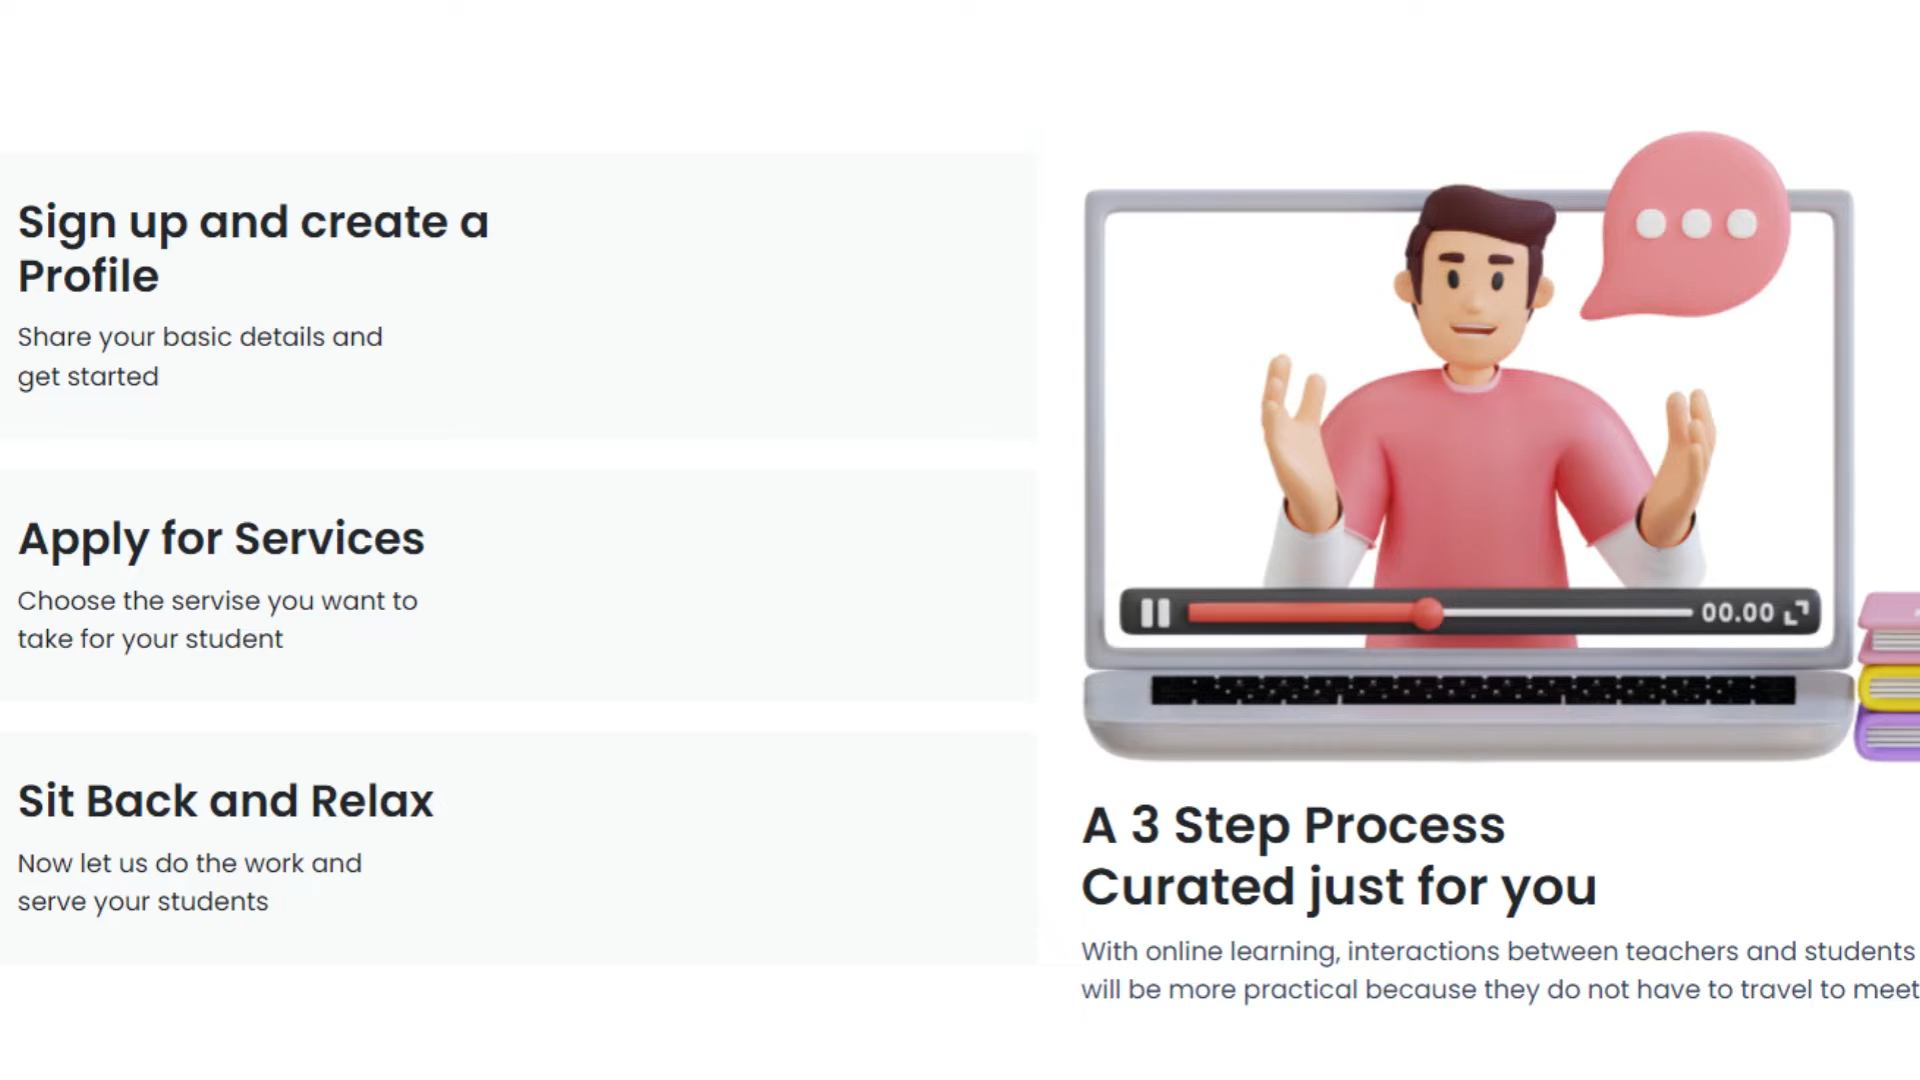 Sign up and create a
Profile
Share your basic details and
get started
Apply for Services
Choose the servise you want to
take for your student
Sit Back and Relax
Now let us do the work and
serve your students
00.00
A 3 Step Process
Curated just for you
With online learning, interactions between teachers and students
will be more practical because they do not have to travel to meet